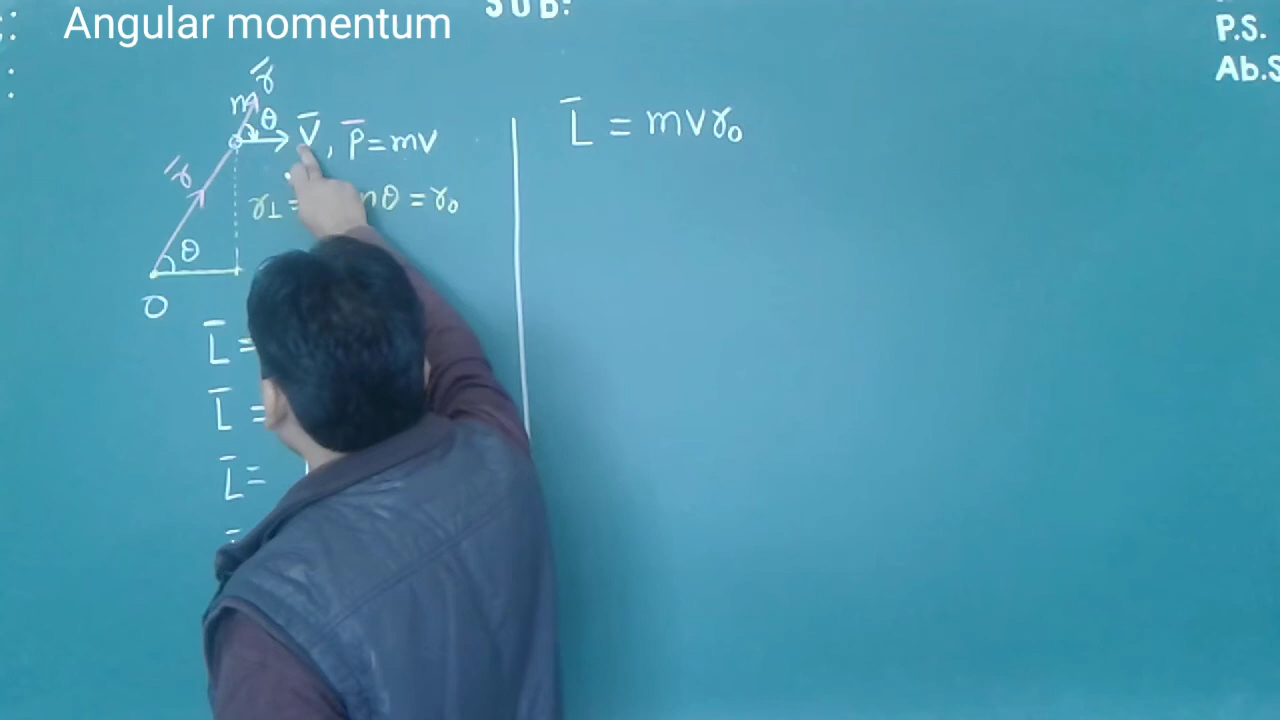 Angular momentum
SUB:
P.S.
Ab.S
:
:
r̄
m
θ
V̄, P̄=mV
r̄
r⊥= nθ = r₀
θ
O
L̄ =
L̄ =
L̄ =
L̄ = mvr₀